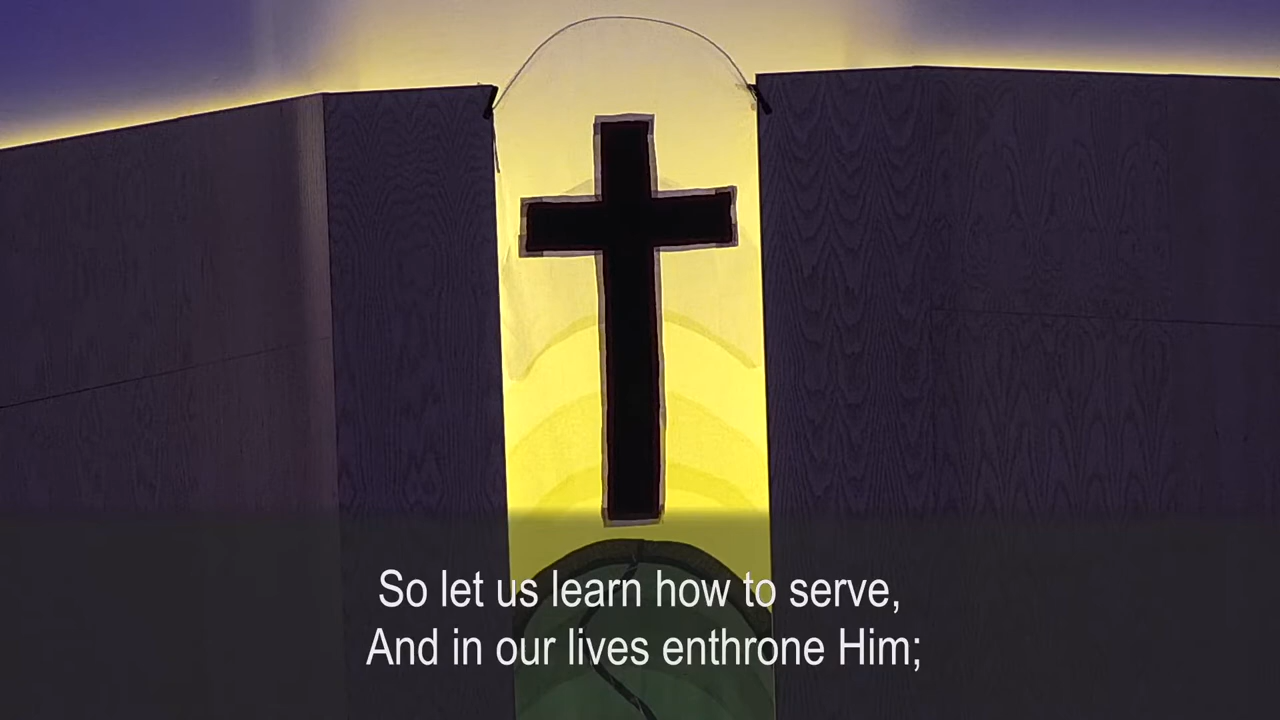 So let us learn how to serve,
And in our lives enthrone Him;